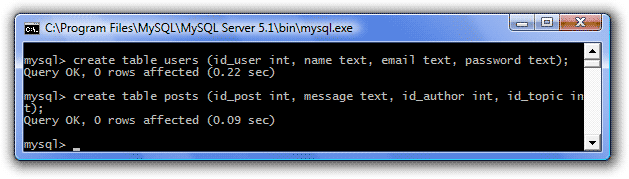 C:\Program Files\MySQL\MySQL Server 5.1\bin\mysql.exe
mysql> create table users (id_user int, name text, email text, password text);
Query OK, 0 rows affected (0.22 sec)
mysql> create table posts (id_post int, message text, id_author int, id_topic in
t);
Query OK, 0 rows affected (0.09 sec)
mysql> _